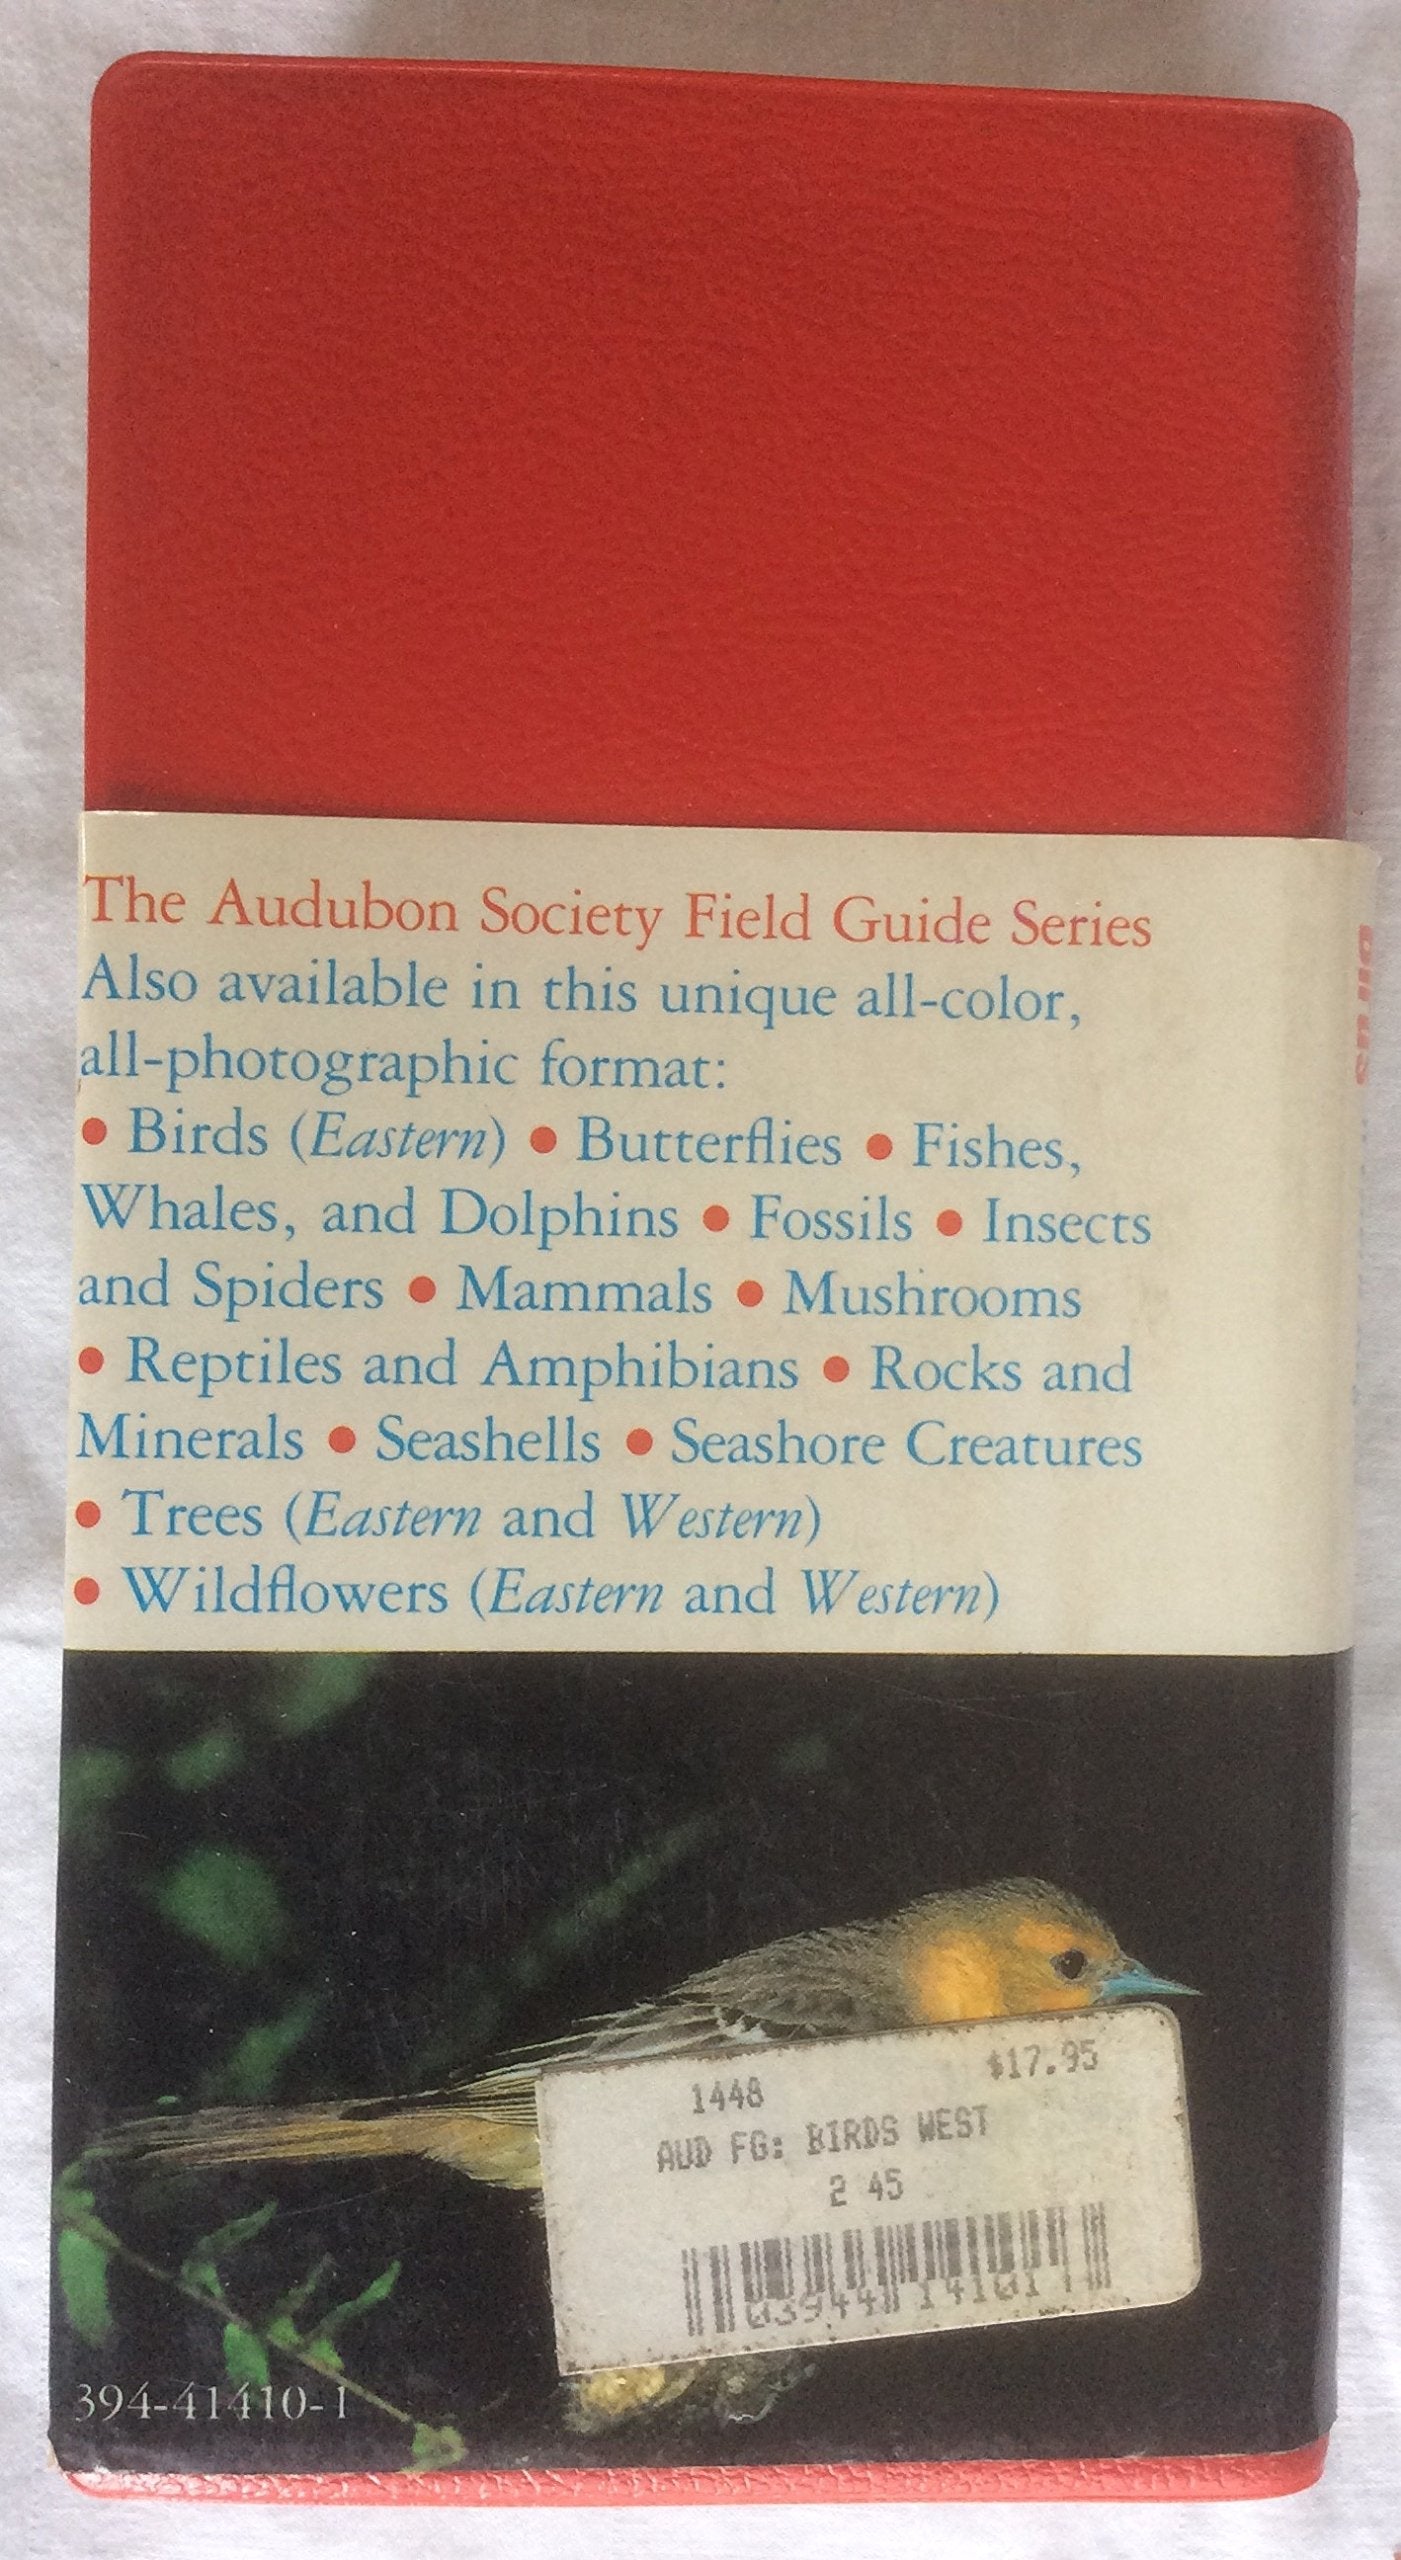 The Audubon Society Field Guide Series
Also available in this unique all-color,
all-photographic format:
• Birds (Eastern) • Butterflies • Fishes,
Whales, and Dolphins • Fossils • Insects
and Spiders • Mammals • Mushrooms
• Reptiles and Amphibians • Rocks and
Minerals • Seashells • Seashore Creatures
• Trees (Eastern and Western)
• Wildflowers (Eastern and Western)
1448 $17.95
AUD FG: BIRDS WEST
2 45
394-41410-1